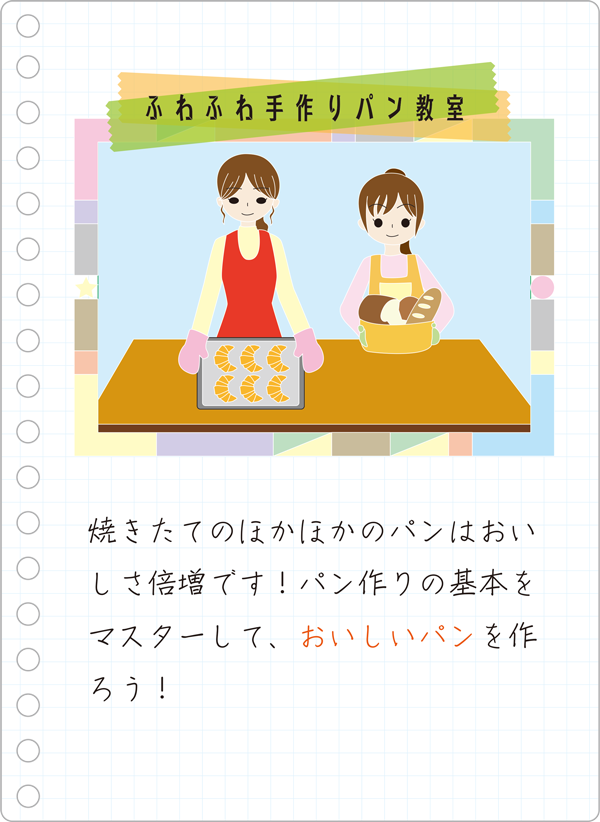 ふわふわ手作りパン教室
焼きたてのほかほかのパンはおい
しさ倍増です！パン作りの基本を
マスターして、おいしいパンを作
ろう！